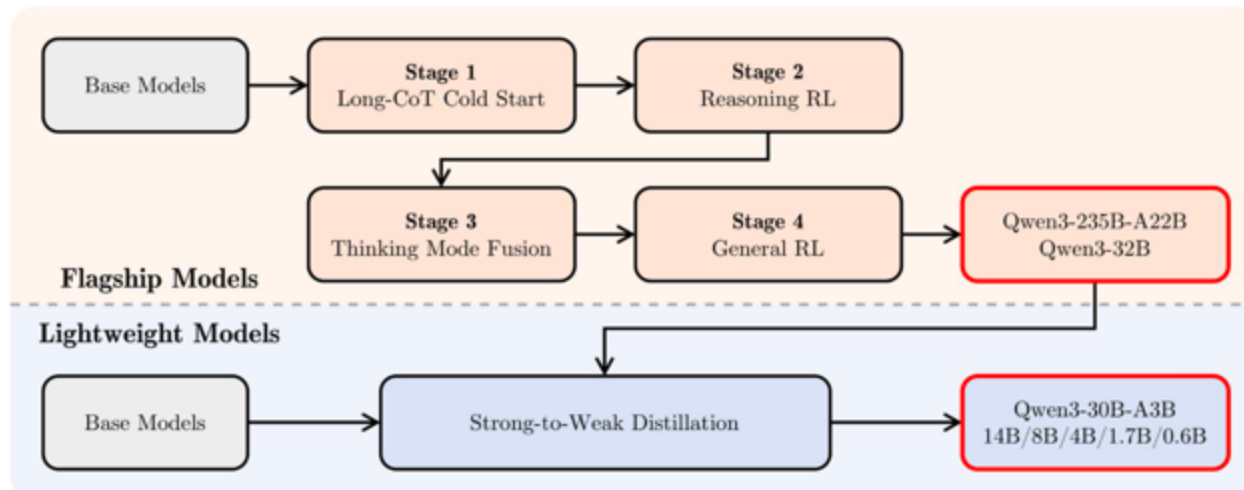 Base Models
Stage 1
Long-CoT Cold Start
Stage 2
Reasoning RL
Stage 3
Thinking Mode Fusion
Stage 4
General RL
Qwen3-235B-A22B
Qwen3-32B
Flagship Models
Lightweight Models
Base Models
Strong-to-Weak Distillation
Qwen3-30B-A3B
14B/8B/4B/1.7B/0.6B